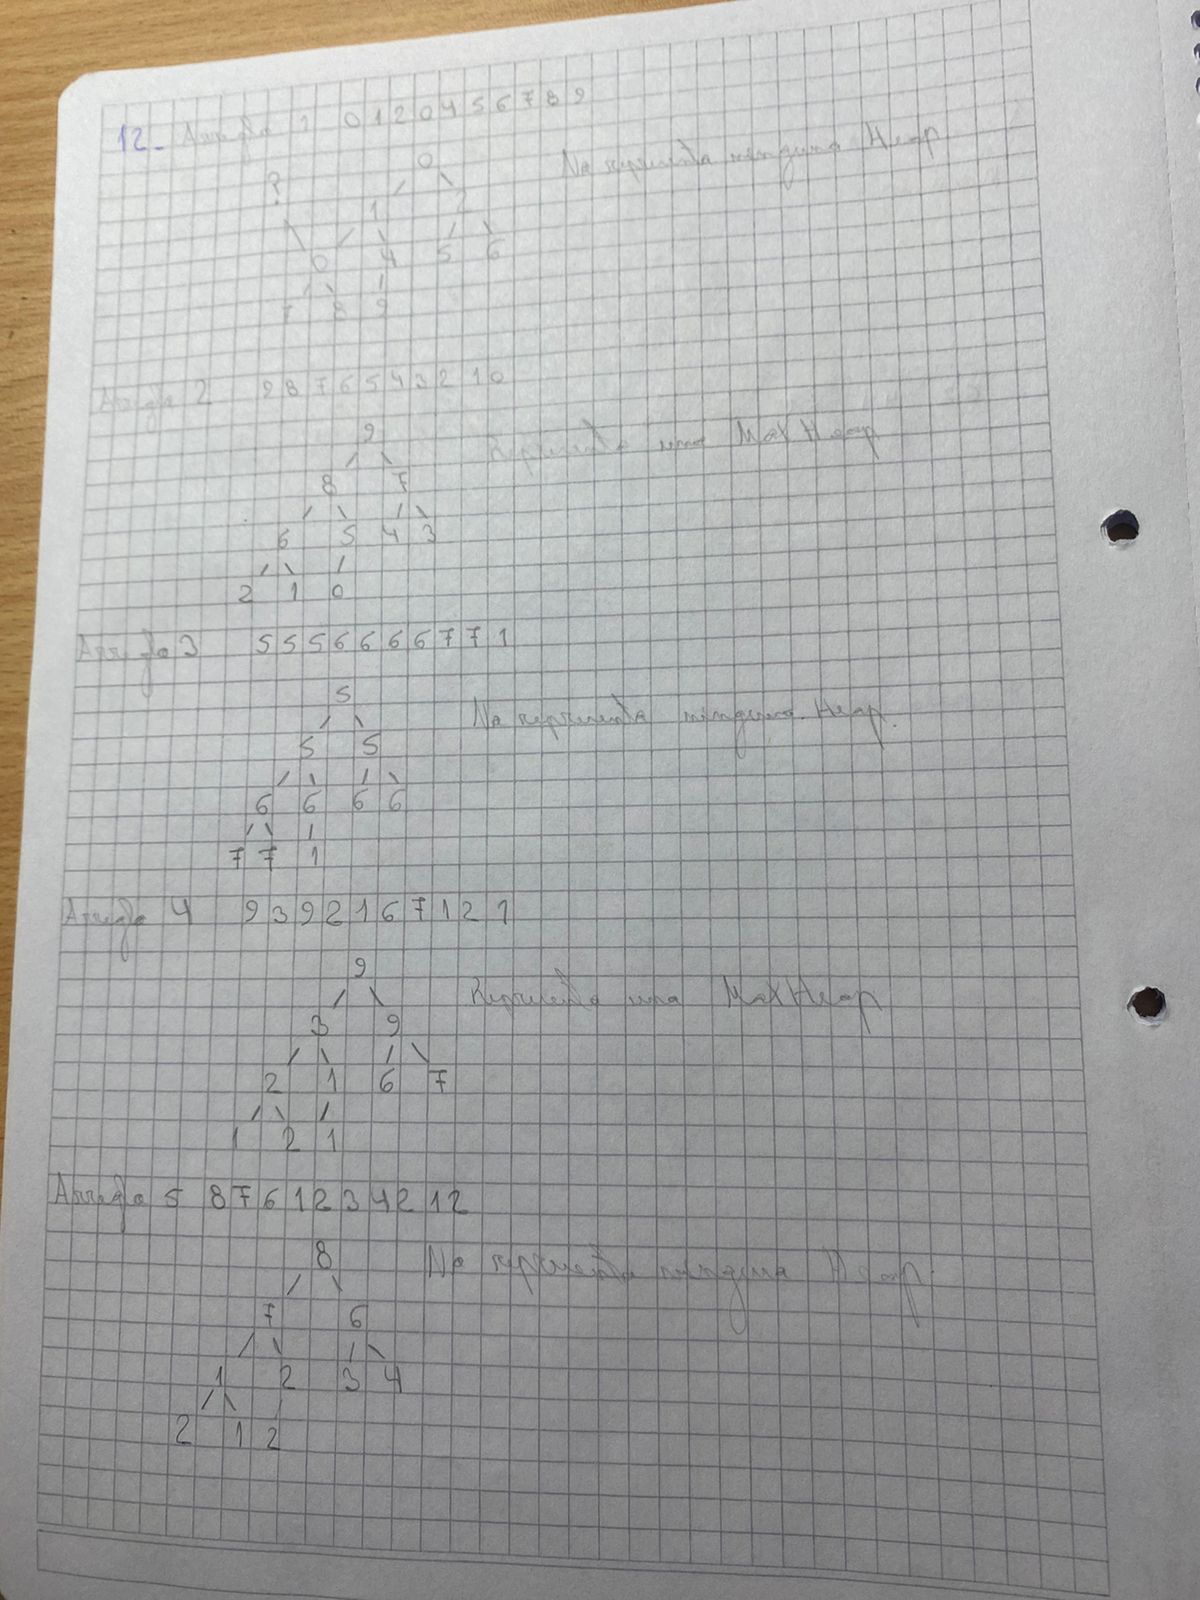 12- Arreglo 1 0 1 2 0 4 5 6 7 8 9
0 No representa ninguna Heap
?
1 2
0 4 5 6
7 8 9
Arreglo 2 9 8 7 6 5 4 3 2 1 0
9 Representa una MaxHeap
8 7
6 5 4 3
2 1 0
Arreglo 3 5 5 5 6 6 6 6 7 7 1
5 No representa ninguna Heap.
5 5
6 6 6 6
7 7 1
Arreglo 4 9 3 9 2 1 6 7 1 2 1
9 Representa una MaxHeap
3 9
2 1 6 7
1 2 1
Arreglo 5 8 7 6 1 2 3 4 2 1 2
8 No representa ninguna Heap.
7 6
1 2 3 4
2 1 2